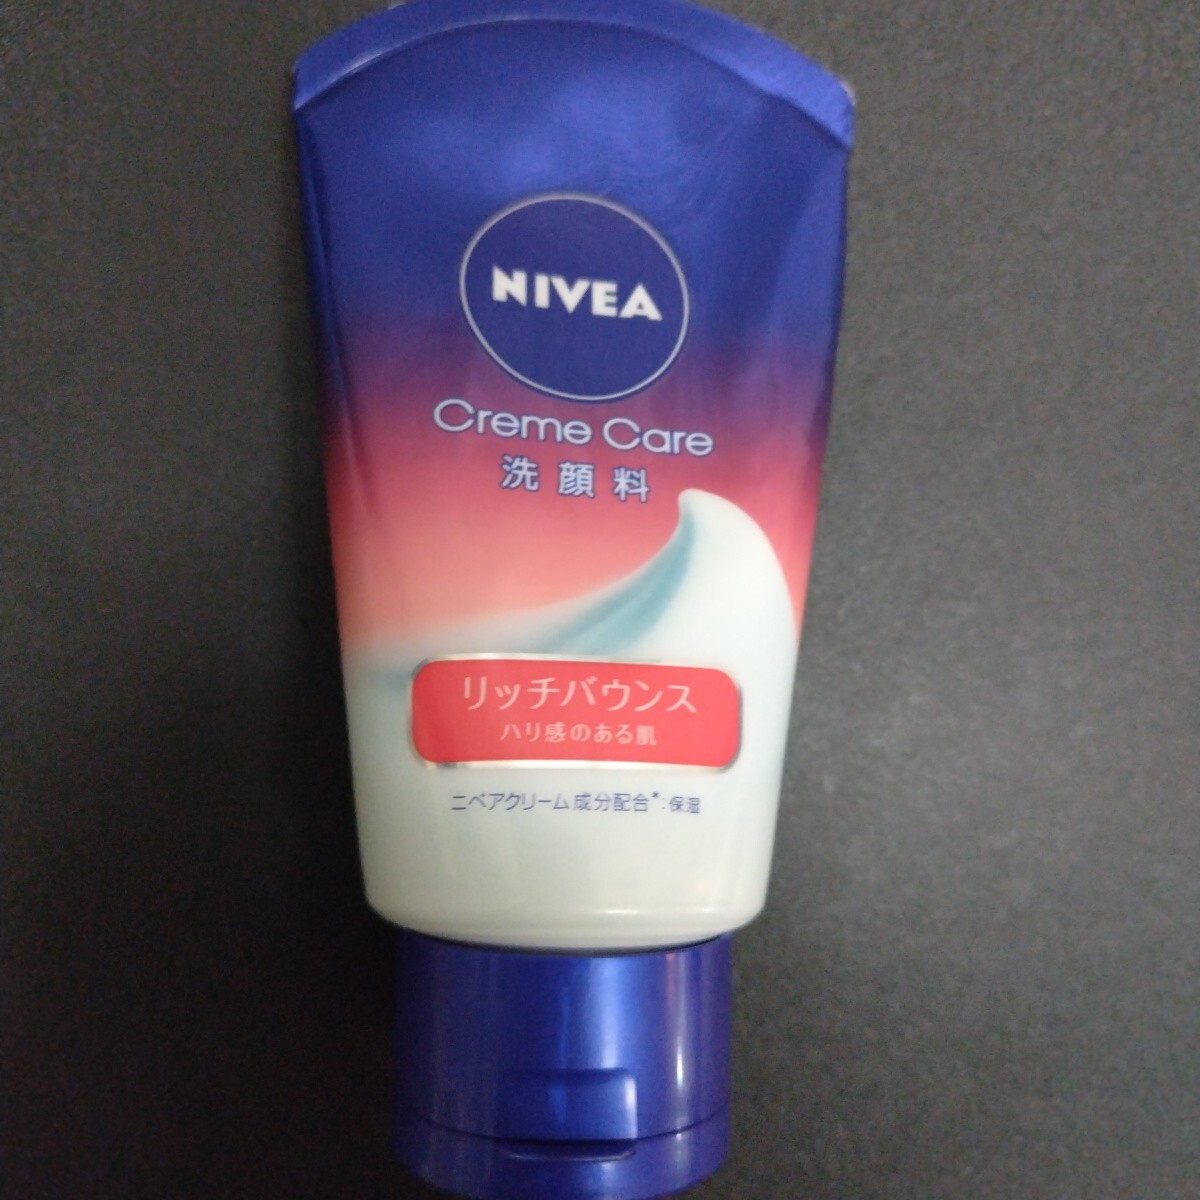 NIVEA
Creme Care
洗顔料
リッチバウンス
ハリ感のある肌
ニベアクリーム成分配合*:保湿